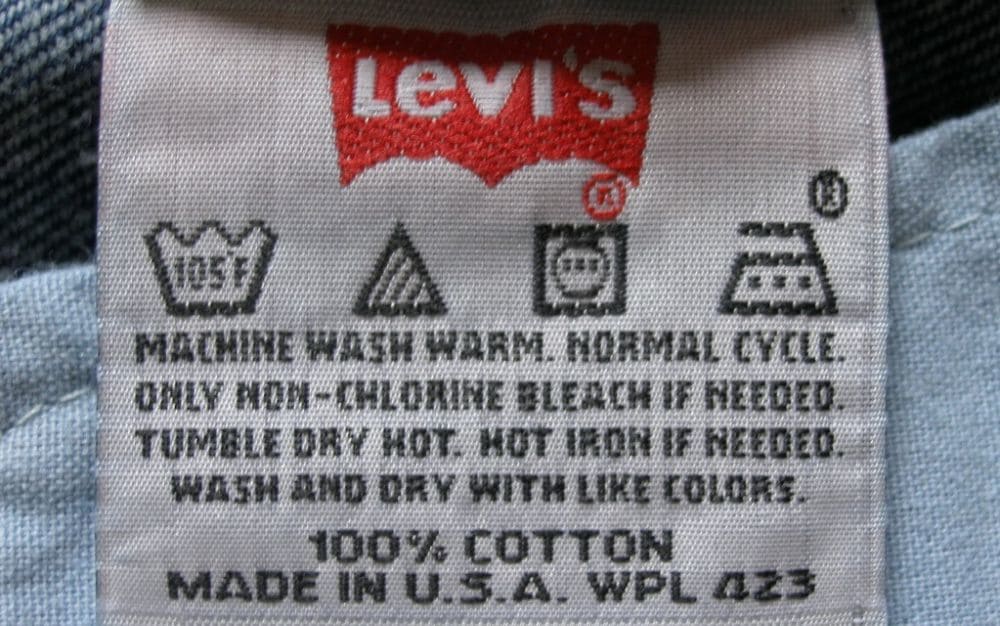 Levi's
®
®
105F
MACHINE WASH WARM. NORMAL CYCLE.
ONLY NON-CHLORINE BLEACH IF NEEDED.
TUMBLE DRY HOT. HOT IRON IF NEEDED.
WASH AND DRY WITH LIKE COLORS.
100% COTTON
MADE IN U.S.A. WPL 423